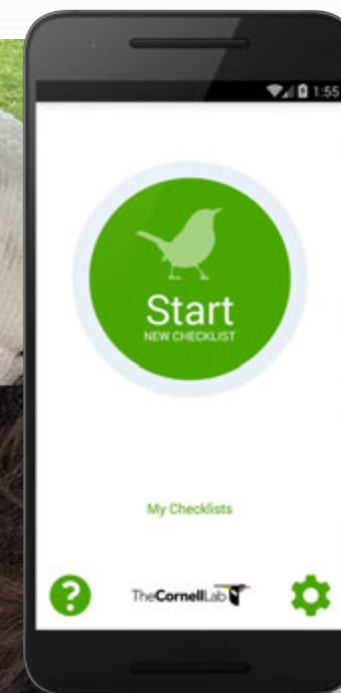 1:55
Start
NEW CHECKLIST
My Checklists
?
TheCornellLab